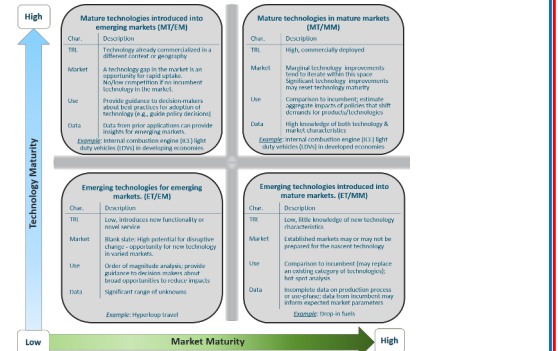 High
Mature technologies introduced into
emerging markets (MT/EM)
Char. Description
TRL Technology already commercialized in a
different context or geography
Market A technology gap in the market is an
opportunity for rapid uptake.
No/low competition if no incumbent
technology in the market.
Use Provide guidance to decision-makers
about best practices for adoption of
technology (e.g., guide policy decisions)
Data Data from prior applications can provide
insights for emerging markets.
Example: Internal combustion engine (ICE) light
duty vehicles (LDVs) in developing economies
Mature technologies in mature markets
(MT/MM)
Char. Description
TRL High, commercially deployed
Market Marginal technology improvements
tend to iterate within this space
Significant technology improvements
may reset technology maturity
Use Comparison to incumbent; estimate
aggregate impacts of policies that shift
demands for products/technologies
Data High knowledge of both technology &
market characteristics
Example: Internal combustion engine (ICE) light
duty vehicles (LDVs) in developed economies
Technology Maturity
Emerging technologies for emerging
markets. (ET/EM)
Char. Description
TRL Low, introduces new functionality or
novel service
Market Blank slate: High potential for disruptive
change - opportunity for new technology
in varied markets.
Use Order of magnitude analysis; provide
guidance to decision makers about
broad opportunities to reduce impacts
Data Significant range of unknowns
Example: Hyperloop travel
Emerging technologies introduced into
mature markets. (ET/MM)
Char. Description
TRL Low, little knowledge of new technology
characteristics
Market Established markets may or may not be
prepared for the nascent technology
Use Comparison to incumbent (may replace
an existing category of technologies);
hot-spot analysis
Data Incomplete data on production process
or use-phase; data from incumbent may
inform expected market parameters
Example: Drop-in fuels
Low
Market Maturity
High